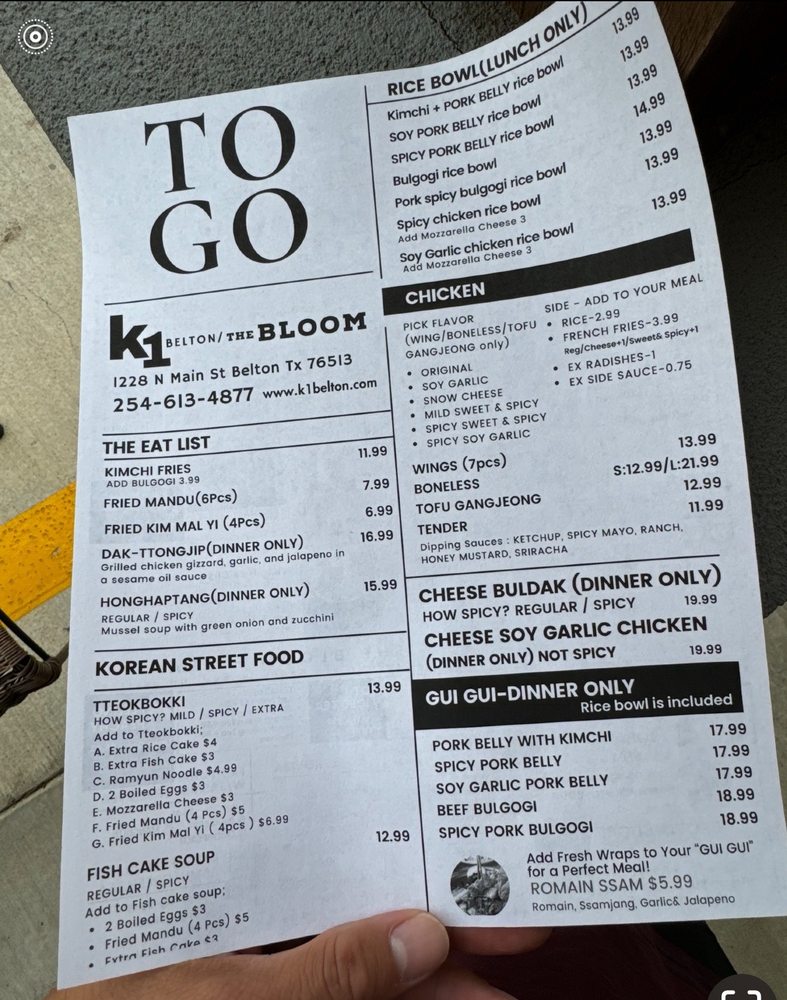 TO
GO
k1 BELTON/THE BLOOM
1228 N Main St Belton Tx 76513
254-613-4877 www.k1belton.com
THE EAT LIST
KIMCHI FRIES 11.99
ADD BULGOGI 3.99
FRIED MANDU(6Pcs) 7.99
FRIED KIM MAL YI (4Pcs) 6.99
DAK-TTONGJIP(DINNER ONLY) 16.99
Grilled chicken gizzard, garlic, and jalapeno in
a sesame oil sauce
HONGHAPTANG(DINNER ONLY) 15.99
REGULAR / SPICY
Mussel soup with green onion and zucchini
KOREAN STREET FOOD
TTEOKBOKKI 13.99
HOW SPICY? MILD / SPICY / EXTRA
Add to Tteokbokki;
A. Extra Rice Cake $4
B. Extra Fish Cake $3
C. Ramyun Noodle $4.99
D. 2 Boiled Eggs $3
E. Mozzarella Cheese $3
F. Fried Mandu (4 Pcs) $5
G. Fried Kim Mal Yi ( 4pcs ) $6.99
FISH CAKE SOUP 12.99
REGULAR / SPICY
Add to Fish cake soup;
• 2 Boiled Eggs $3
• Fried Mandu (4 Pcs) $5
• Extra Fish Cake $3
RICE BOWL(LUNCH ONLY)
Kimchi + PORK BELLY rice bowl 13.99
SOY PORK BELLY rice bowl 13.99
SPICY PORK BELLY rice bowl 13.99
Bulgogi rice bowl 14.99
Pork spicy bulgogi rice bowl 13.99
Spicy chicken rice bowl 13.99
Add Mozzarella Cheese 3
Soy Garlic chicken rice bowl 13.99
Add Mozzarella Cheese 3
CHICKEN
PICK FLAVOR
(WING/BONELESS/TOFU
GANGJEONG only)
• ORIGINAL
• SOY GARLIC
• SNOW CHEESE
• MILD SWEET & SPICY
• SPICY SWEET & SPICY
• SPICY SOY GARLIC
SIDE - ADD TO YOUR MEAL
• RICE-2.99
• FRENCH FRIES-3.99
Reg/Cheese+1/Sweet& Spicy+1
• EX RADISHES-1
• EX SIDE SAUCE-0.75
WINGS (7pcs) 13.99
BONELESS S:12.99/L:21.99
TOFU GANGJEONG 12.99
TENDER 11.99
Dipping Sauces : KETCHUP, SPICY MAYO, RANCH,
HONEY MUSTARD, SRIRACHA
CHEESE BULDAK (DINNER ONLY)
HOW SPICY? REGULAR / SPICY 19.99
CHEESE SOY GARLIC CHICKEN
(DINNER ONLY) NOT SPICY 19.99
GUI GUI-DINNER ONLY
Rice bowl is included
PORK BELLY WITH KIMCHI 17.99
SPICY PORK BELLY 17.99
SOY GARLIC PORK BELLY 17.99
BEEF BULGOGI 18.99
SPICY PORK BULGOGI 18.99
Add Fresh Wraps to Your "GUI GUI"
for a Perfect Meal!
ROMAIN SSAM $5.99
Romain, Ssamjang, Garlic& Jalapeno